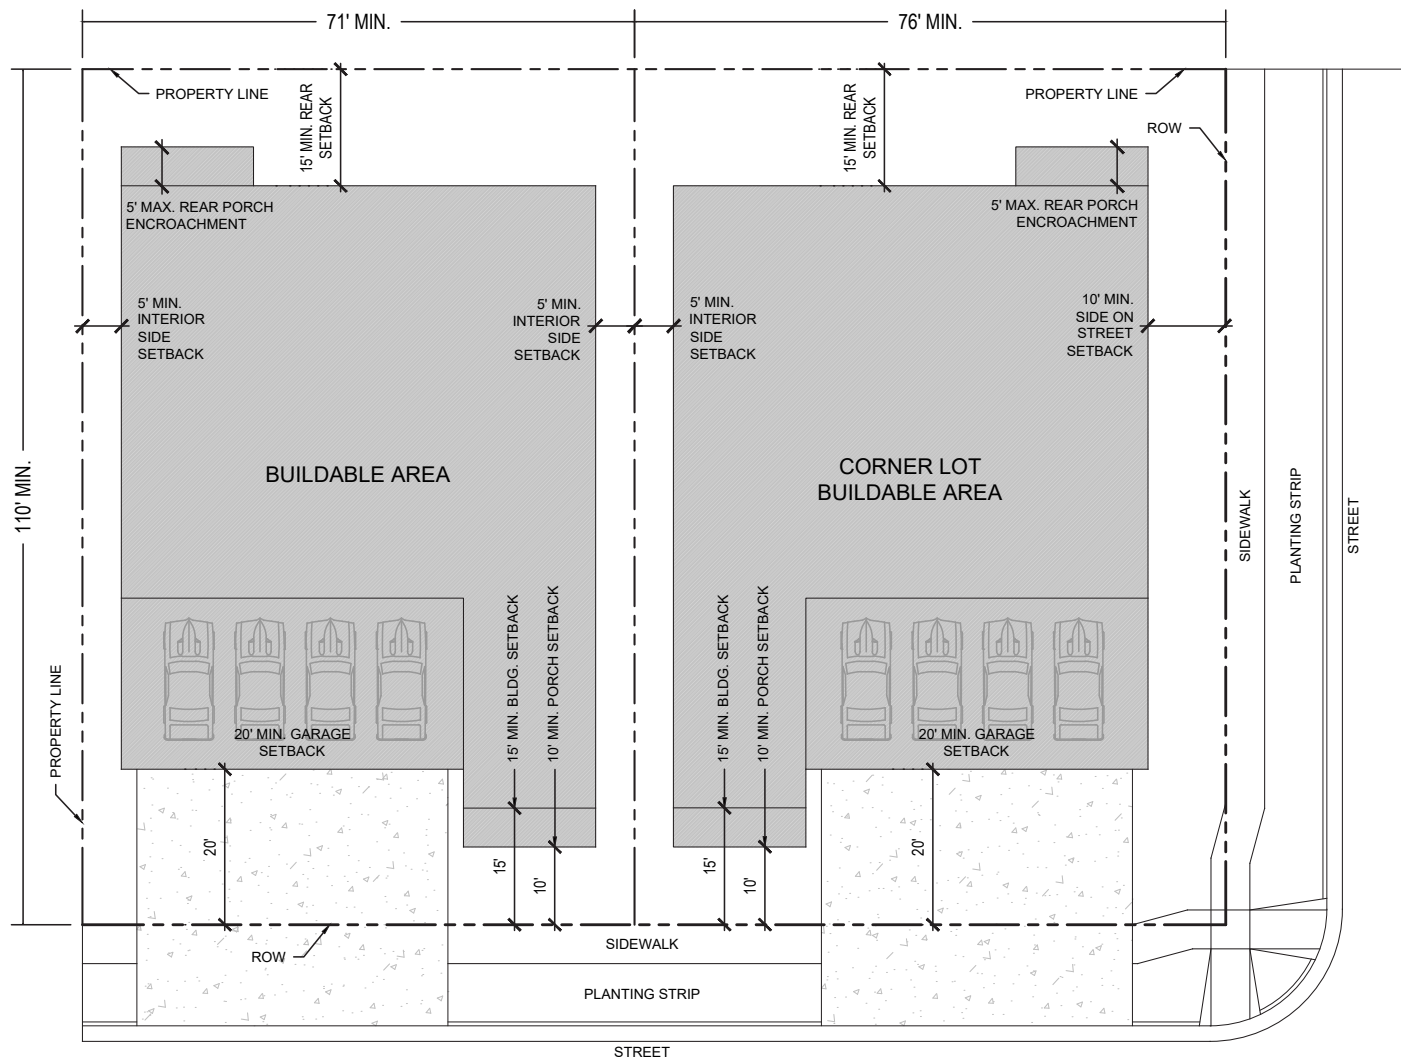 71' MIN.
76' MIN.
PROPERTY LINE
15' MIN. REAR
SETBACK
15' MIN. REAR
SETBACK
PROPERTY LINE
ROW
5' MAX. REAR PORCH
ENCROACHMENT
5' MAX. REAR PORCH
ENCROACHMENT
5' MIN.
INTERIOR
SIDE
SETBACK
5' MIN.
INTERIOR
SIDE
SETBACK
5' MIN.
INTERIOR
SIDE
SETBACK
10' MIN.
SIDE ON
STREET
SETBACK
110' MIN.
BUILDABLE AREA
CORNER LOT
BUILDABLE AREA
SIDEWALK
PLANTING STRIP
STREET
PROPERTY LINE
20' MIN. GARAGE
SETBACK
15' MIN. BLDG. SETBACK
10' MIN. PORCH SETBACK
15' MIN. BLDG. SETBACK
10' MIN. PORCH SETBACK
20' MIN. GARAGE
SETBACK
20'
15'
10'
15'
10'
20'
ROW
SIDEWALK
PLANTING STRIP
STREET